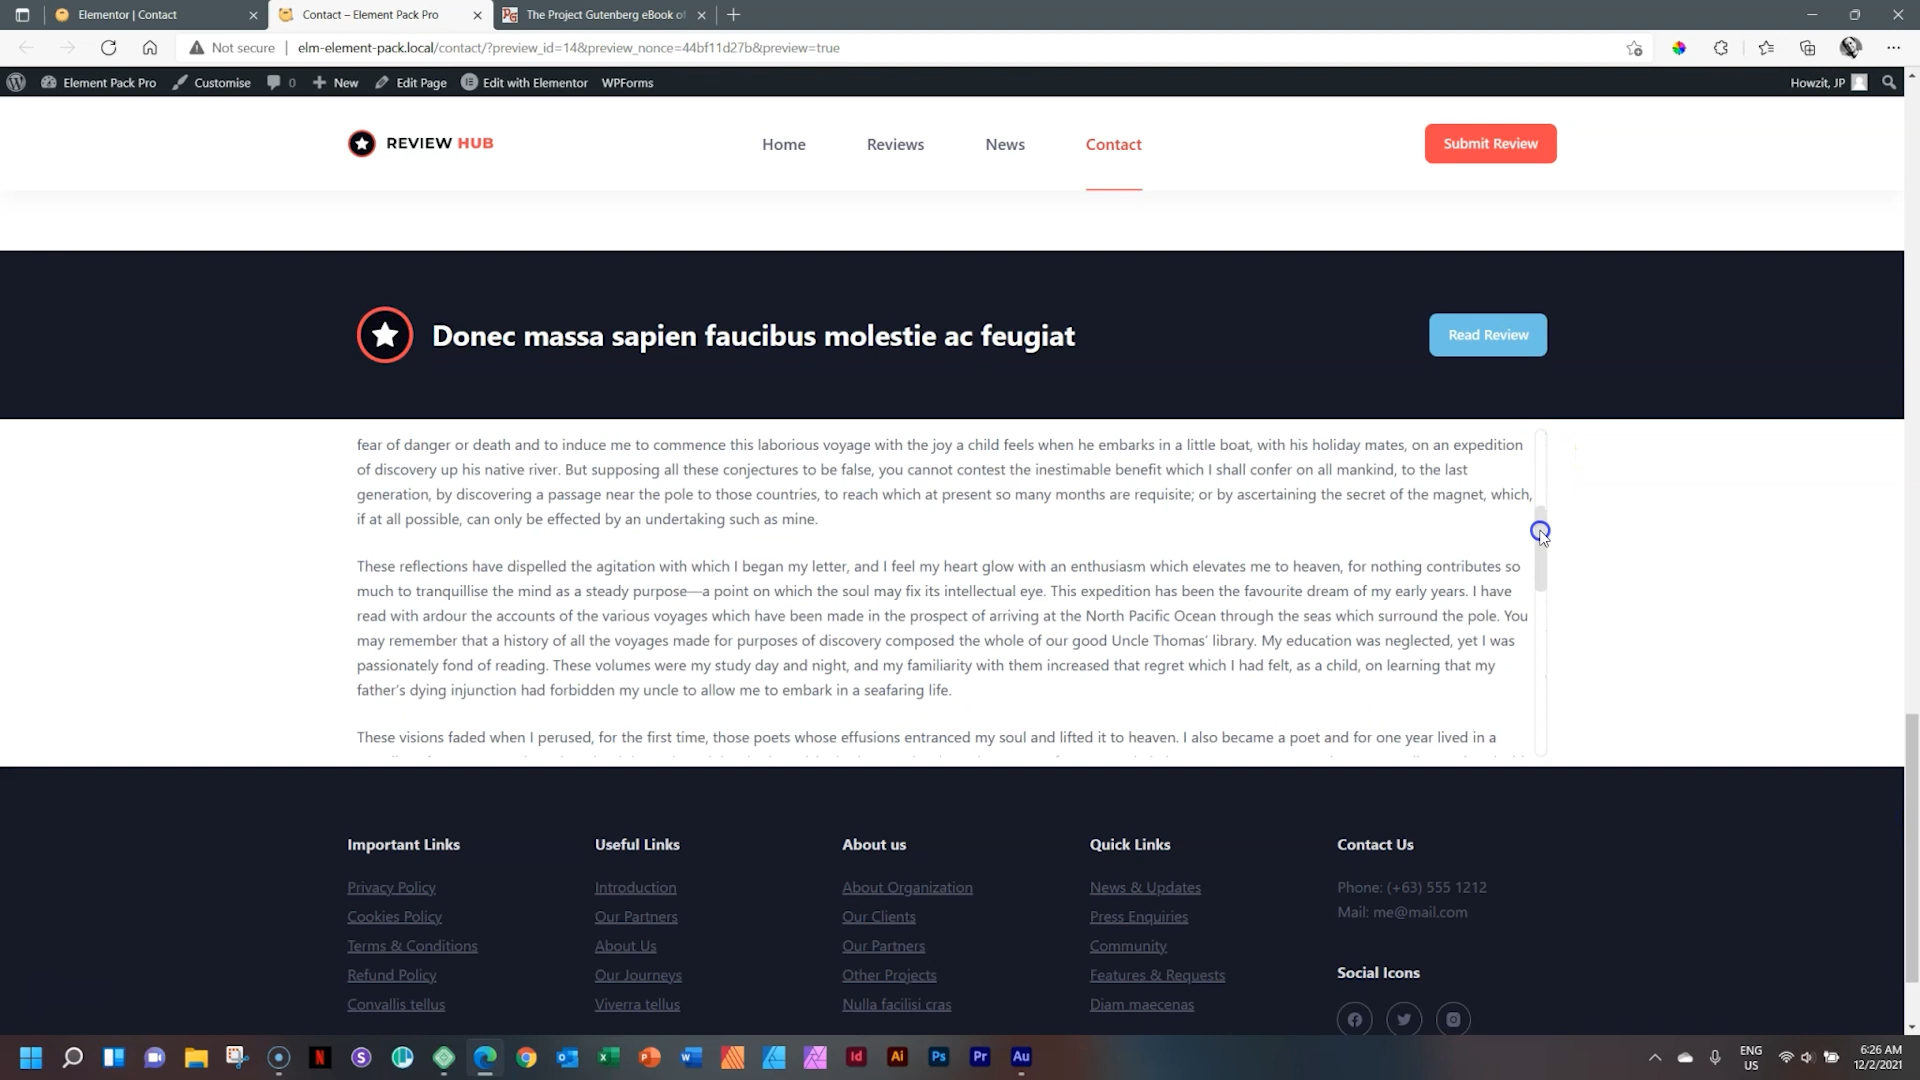 Elementor | Contact
Contact – Element Pack Pro
The Project Gutenberg eBook of
Not secure
elm-element-pack.local/contact/?preview_id=14&preview_nonce=44bf11d27b&preview=true
Element Pack Pro
Customise
0
New
Edit Page
Edit with Elementor
WPForms
Howzit, JP
REVIEW HUB
Home
Reviews
News
Contact
Submit Review
Donec massa sapien faucibus molestie ac feugiat
Read Review
fear of danger or death and to induce me to commence this laborious voyage with the joy a child feels when he embarks in a little boat, with his holiday mates, on an expedition
of discovery up his native river. But supposing all these conjectures to be false, you cannot contest the inestimable benefit which I shall confer on all mankind, to the last
generation, by discovering a passage near the pole to those countries, to reach which at present so many months are requisite; or by ascertaining the secret of the magnet, which,
if at all possible, can only be effected by an undertaking such as mine.
These reflections have dispelled the agitation with which I began my letter, and I feel my heart glow with an enthusiasm which elevates me to heaven, for nothing contributes so
much to tranquillise the mind as a steady purpose—a point on which the soul may fix its intellectual eye. This expedition has been the favourite dream of my early years. I have
read with ardour the accounts of the various voyages which have been made in the prospect of arriving at the North Pacific Ocean through the seas which surround the pole. You
may remember that a history of all the voyages made for purposes of discovery composed the whole of our good Uncle Thomas' library. My education was neglected, yet I was
passionately fond of reading. These volumes were my study day and night, and my familiarity with them increased that regret which I had felt, as a child, on learning that my
father's dying injunction had forbidden my uncle to allow me to embark in a seafaring life.
These visions faded when I perused, for the first time, those poets whose effusions entranced my soul and lifted it to heaven. I also became a poet and for one year lived in a
Important Links
Privacy Policy
Cookies Policy
Terms & Conditions
Refund Policy
Convallis tellus
Useful Links
Introduction
Our Partners
About Us
Our Journeys
Viverra tellus
About us
About Organization
Our Clients
Our Partners
Other Projects
Nulla facilisi cras
Quick Links
News & Updates
Press Enquiries
Community
Features & Requests
Diam maecenas
Contact Us
Phone: (+63) 555 1212
Mail: me@mail.com
Social Icons
ENG
US
6:26 AM
12/2/2021